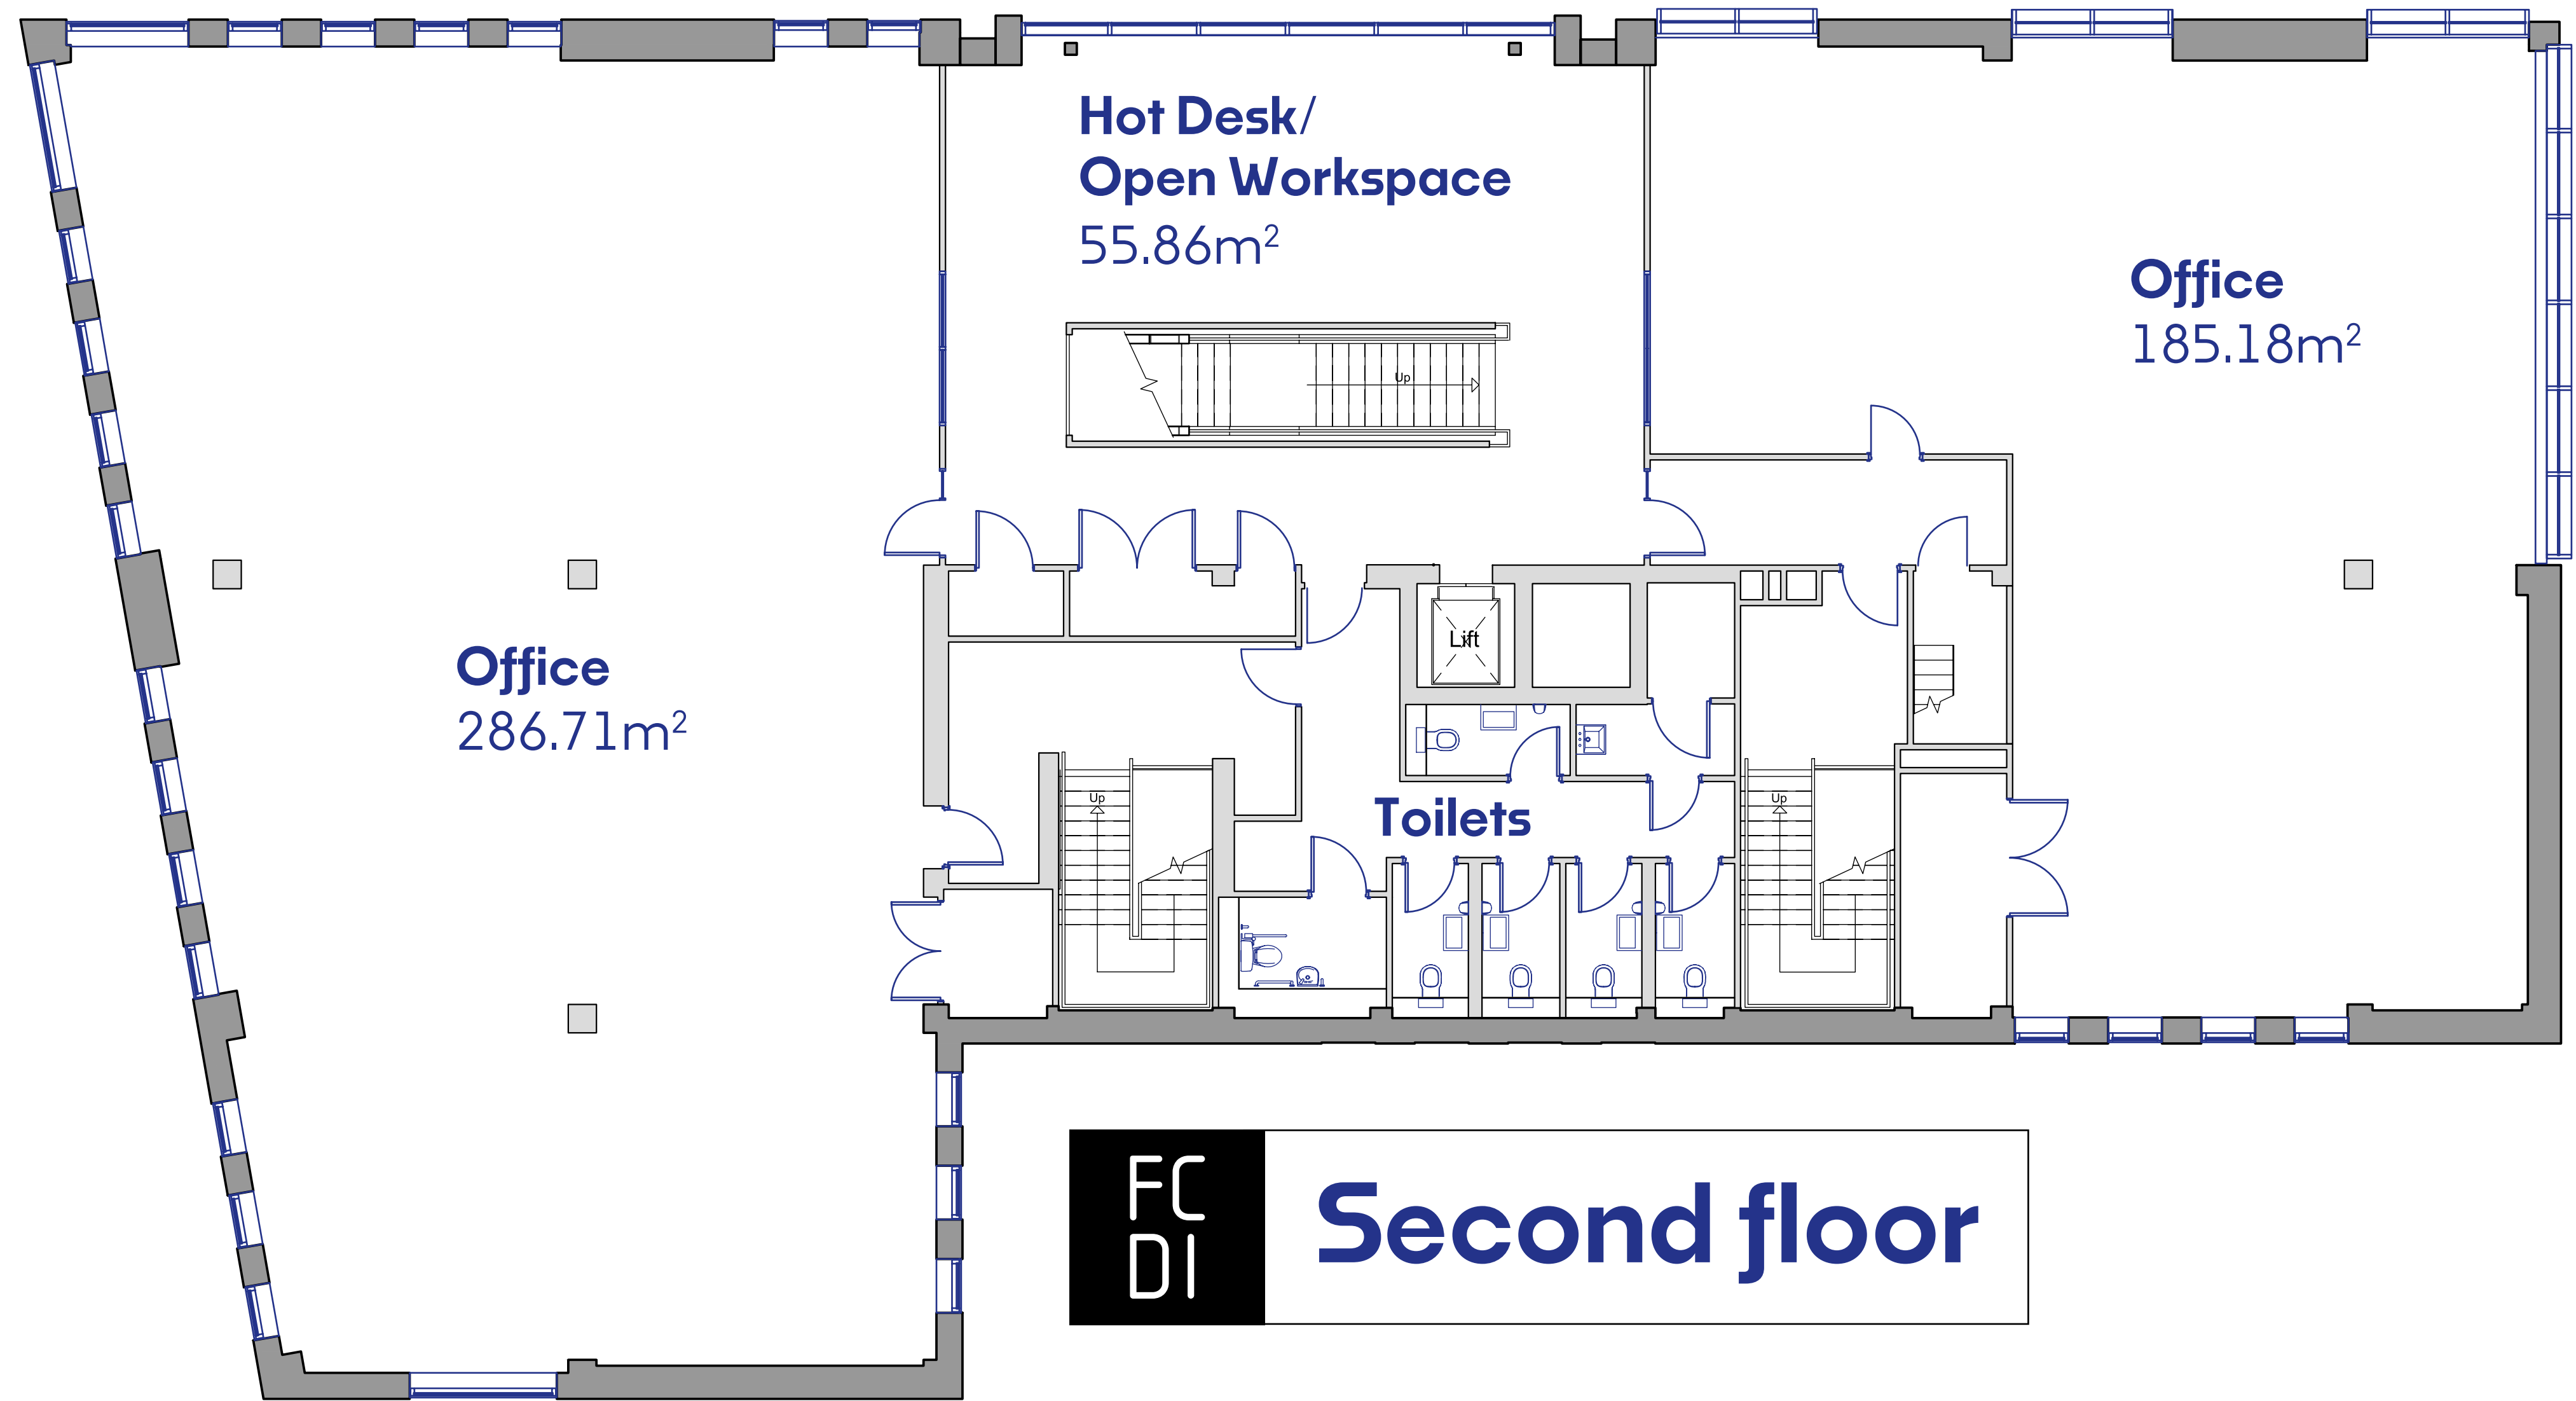 Hot Desk/
Open Workspace
55.86m²
Office
185.18m²
Up
Lift
Office
286.71m²
Up
Toilets
Up
FC
DI
Second floor